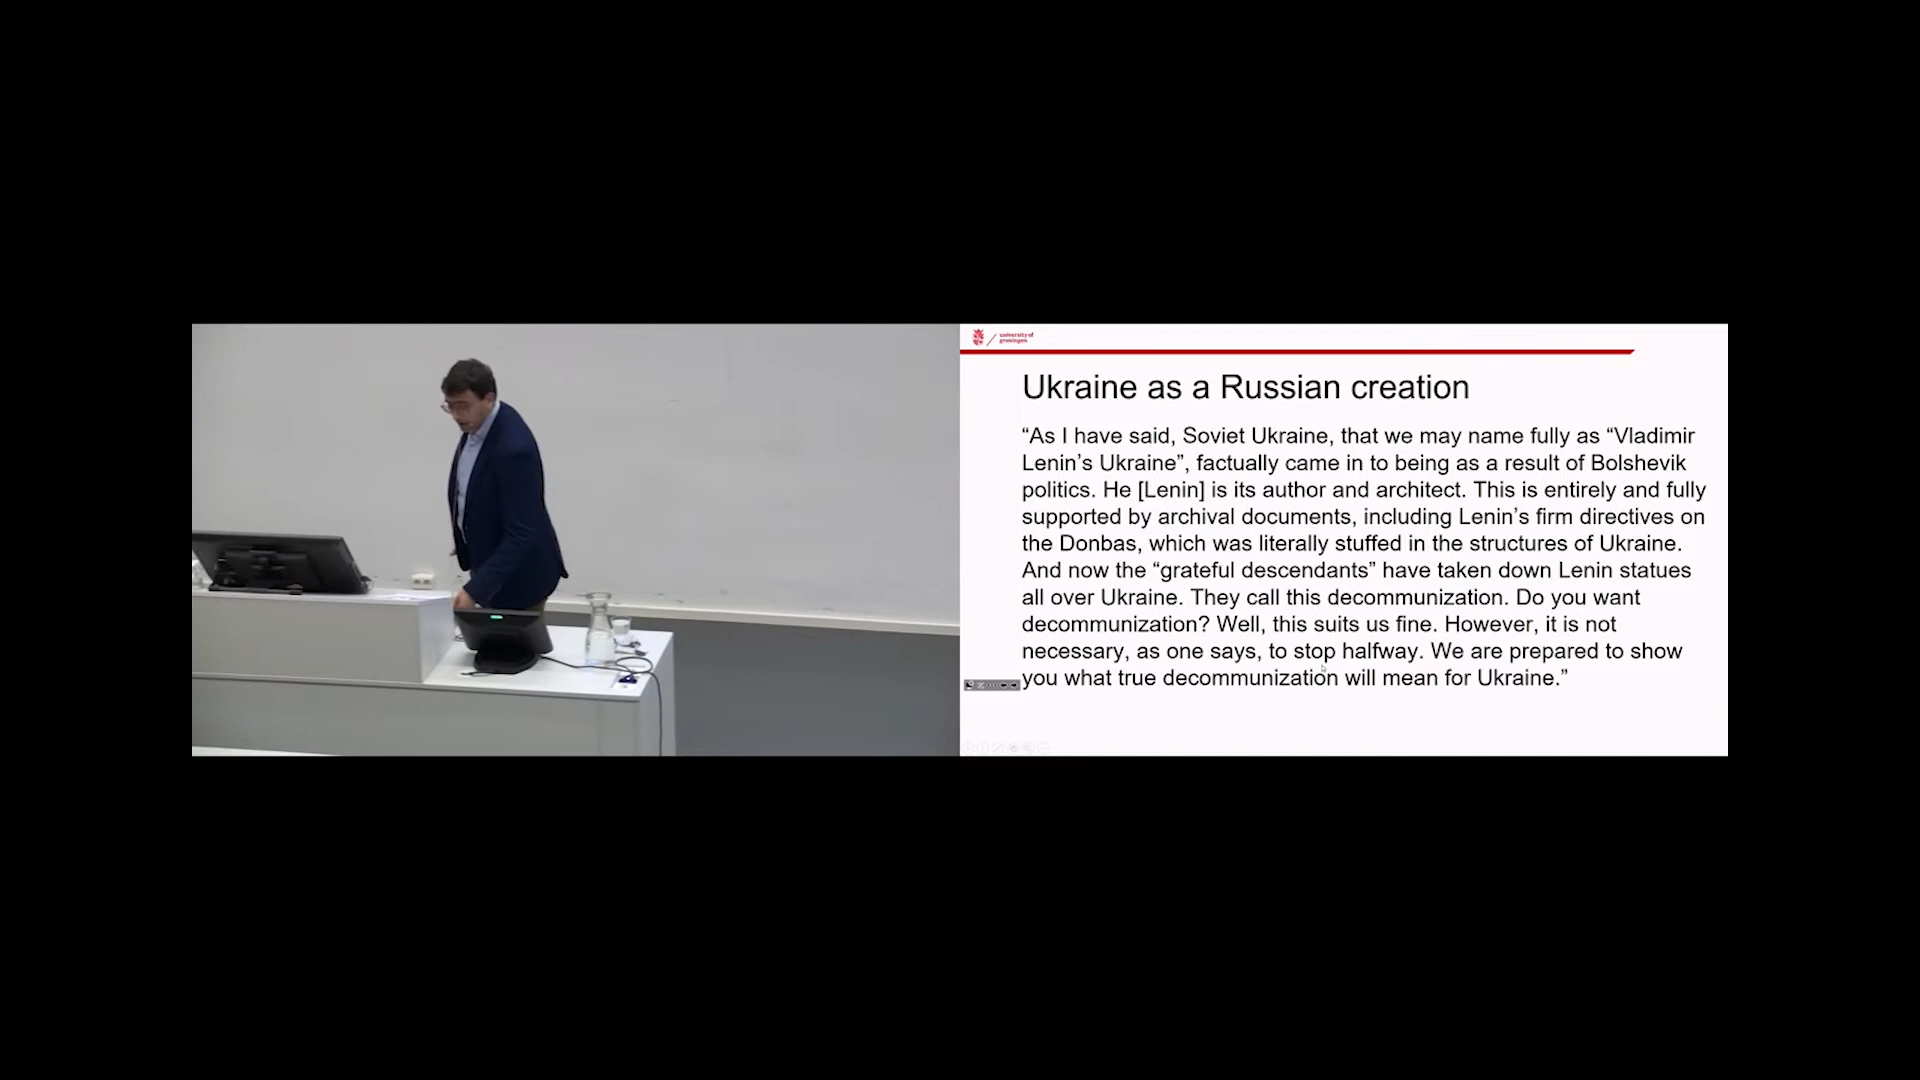 university of
groningen
Ukraine as a Russian creation
“As I have said, Soviet Ukraine, that we may name fully as “Vladimir
Lenin’s Ukraine”, factually came in to being as a result of Bolshevik
politics. He [Lenin] is its author and architect. This is entirely and fully
supported by archival documents, including Lenin’s firm directives on
the Donbas, which was literally stuffed in the structures of Ukraine.
And now the “grateful descendants” have taken down Lenin statues
all over Ukraine. They call this decommunization. Do you want
decommunization? Well, this suits us fine. However, it is not
necessary, as one says, to stop halfway. We are prepared to show
you what true decommunization will mean for Ukraine.”